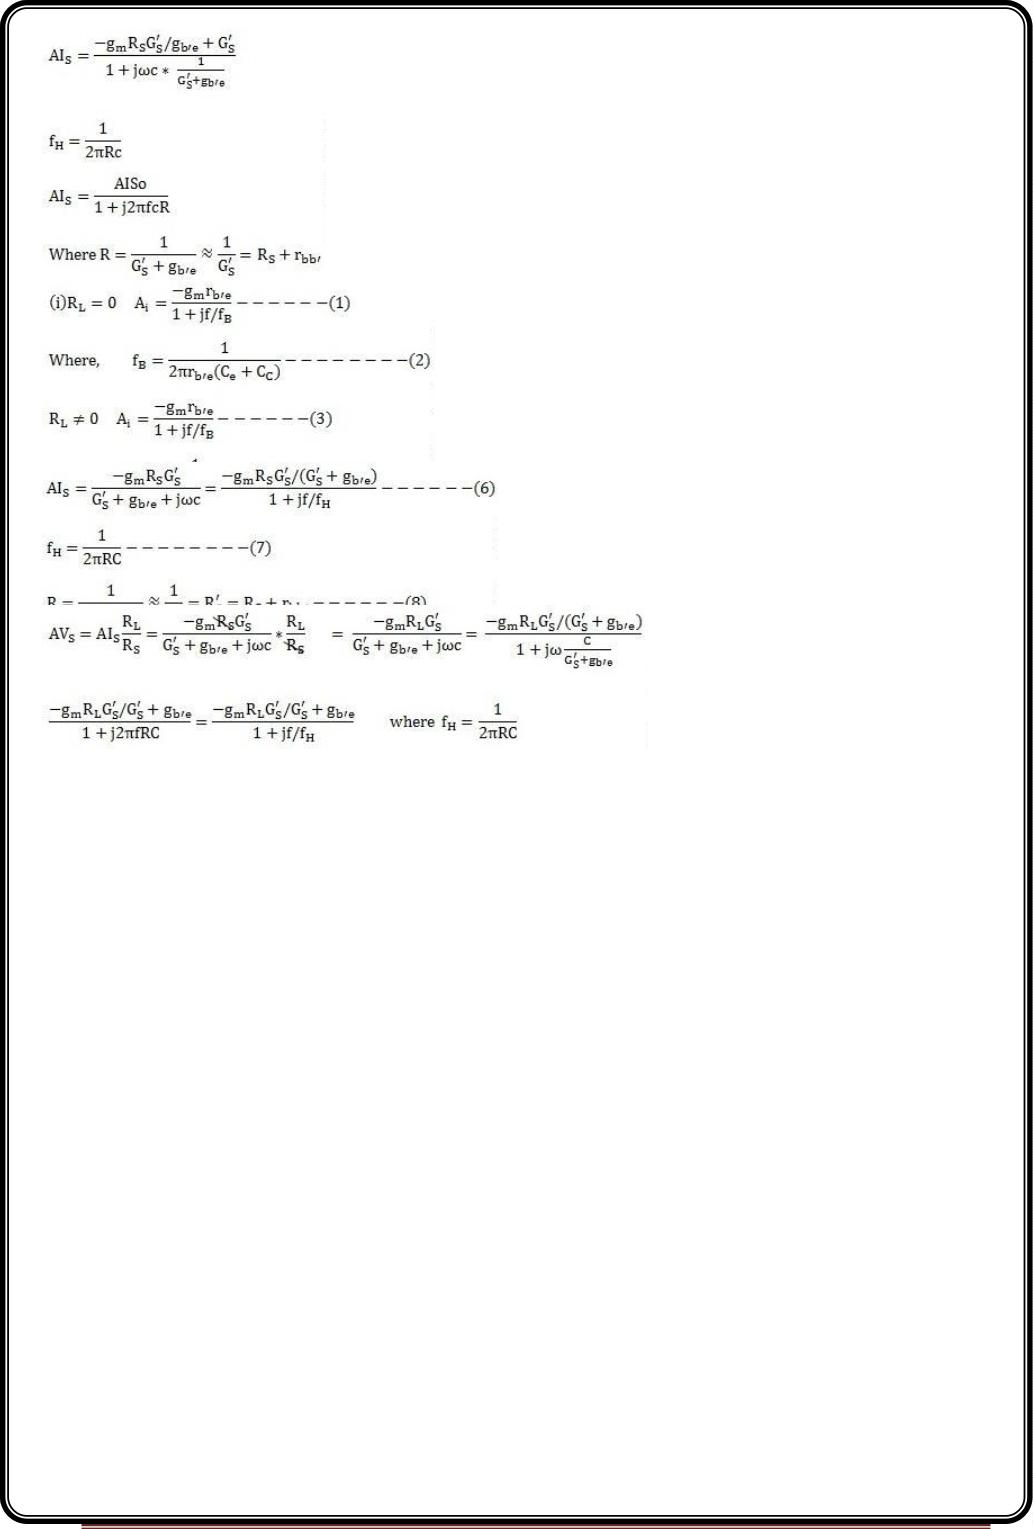 AI_S = (−g_m R_S G′_S/g_b′e + G′_S) / (1 + jωc ∗ 1/(G′_S+g_b′e))
f_H = 1 / (2πRc)
AI_S = AISo / (1 + j2πfcR)
Where R = 1/(G′_S + g_b′e) ≈ 1/G′_S = R_S + r_bb′
(i)R_L = 0 A_i = −g_m r_b′e / (1 + jf/f_B) − − − − − −(1)
Where, f_B = 1 / (2πr_b′e(C_e + C_C)) − − − − − − − −(2)
R_L ≠ 0 A_i = −g_m r_b′e / (1 + jf/f_B) − − − − − −(3)
AI_S = −g_m R_S G′_S / (G′_S + g_b′e + jωc) = −g_m R_S G′_S/(G′_S + g_b′e) / (1 + jf/f_H) − − − − − −(6)
f_H = 1 / (2πRC) − − − − − − − −(7)
R = 1 / ≈ 1 / = R′ = R + r − − − − − −(8)
AV_S = AI_S R_L/R_S = −g_m R_S G′_S / (G′_S + g_b′e + jωc) ∗ R_L/R_S = −g_m R_L G′_S / (G′_S + g_b′e + jωC) = −g_m R_L G′_S/(G′_S + g_b′e) / (1 + jω C/(G′_S+g_b′e))
(−g_m R_L G′_S/G′_S + g_b′e) / (1 + j2πfRC) = (−g_m R_L G′_S/G′_S + g_b′e) / (1 + jf/f_H) where f_H = 1 / (2πRC)